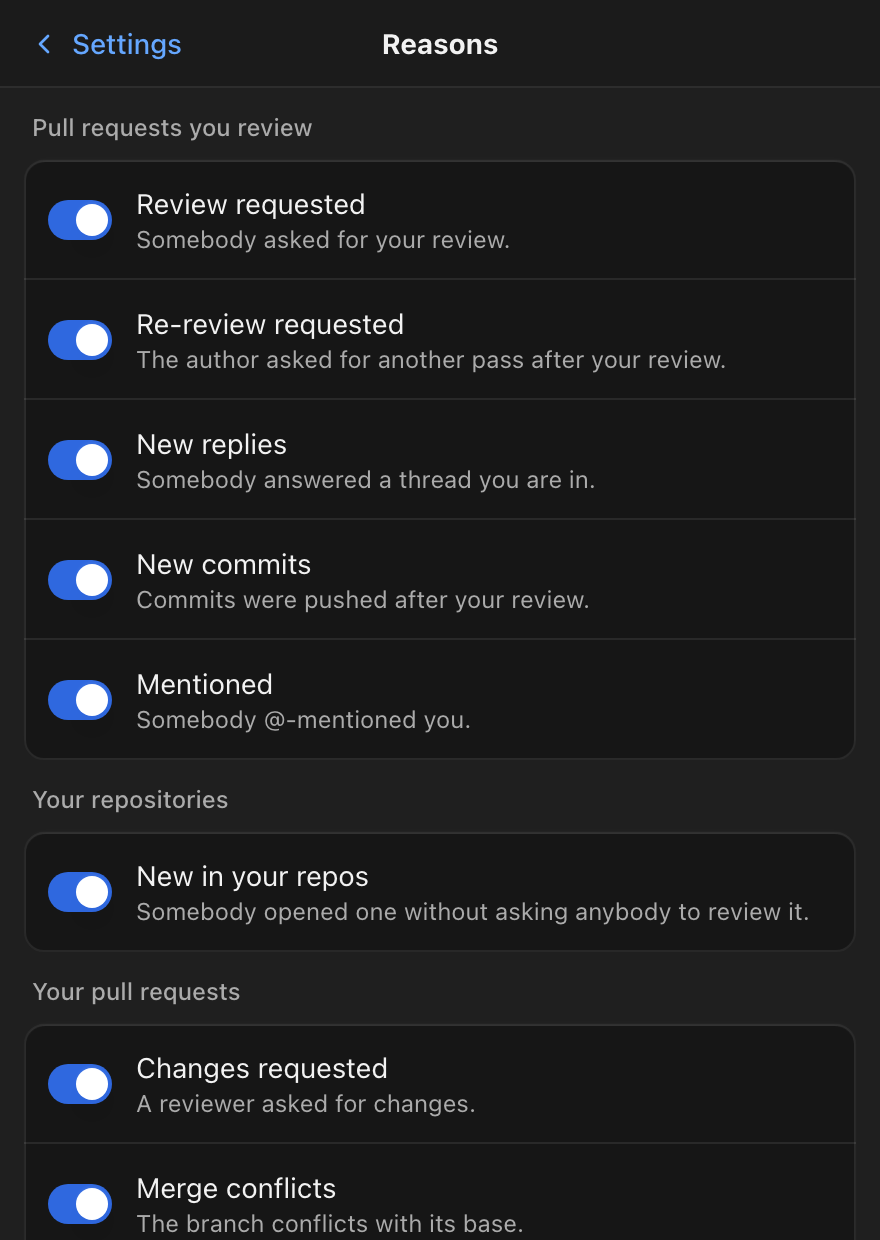 Settings
Reasons
Pull requests you review
Review requested
Somebody asked for your review.
Re-review requested
The author asked for another pass after your review.
New replies
Somebody answered a thread you are in.
New commits
Commits were pushed after your review.
Mentioned
Somebody @-mentioned you.
Your repositories
New in your repos
Somebody opened one without asking anybody to review it.
Your pull requests
Changes requested
A reviewer asked for changes.
Merge conflicts
The branch conflicts with its base.